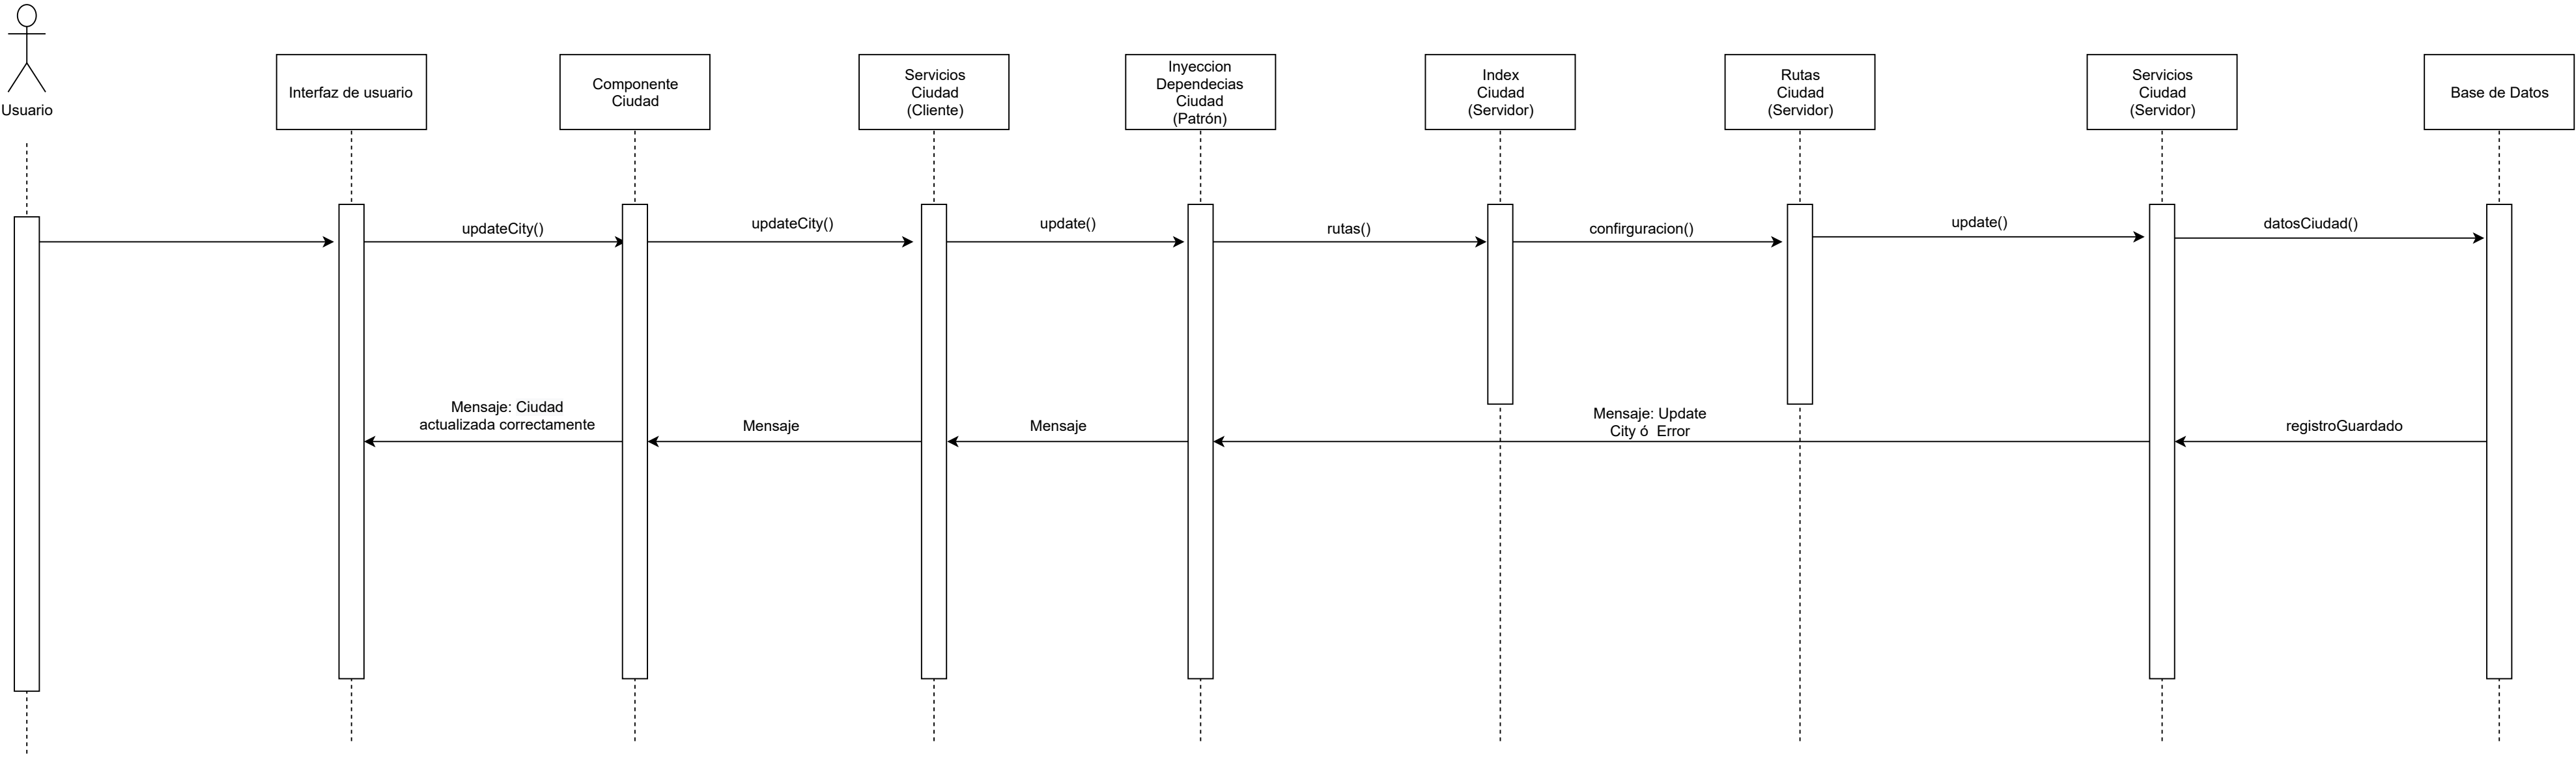 Usuario
Interfaz de usuario
Componente
Ciudad
Servicios
Ciudad
(Cliente)
Inyeccion
Dependecias
Ciudad
(Patrón)
Index
Ciudad
(Servidor)
Rutas
Ciudad
(Servidor)
Servicios
Ciudad
(Servidor)
Base de Datos
updateCity()
updateCity()
update()
rutas()
confirguracion()
update()
datosCiudad()
Mensaje: Ciudad
actualizada correctamente
Mensaje
Mensaje
Mensaje: Update
City ó  Error
registroGuardado